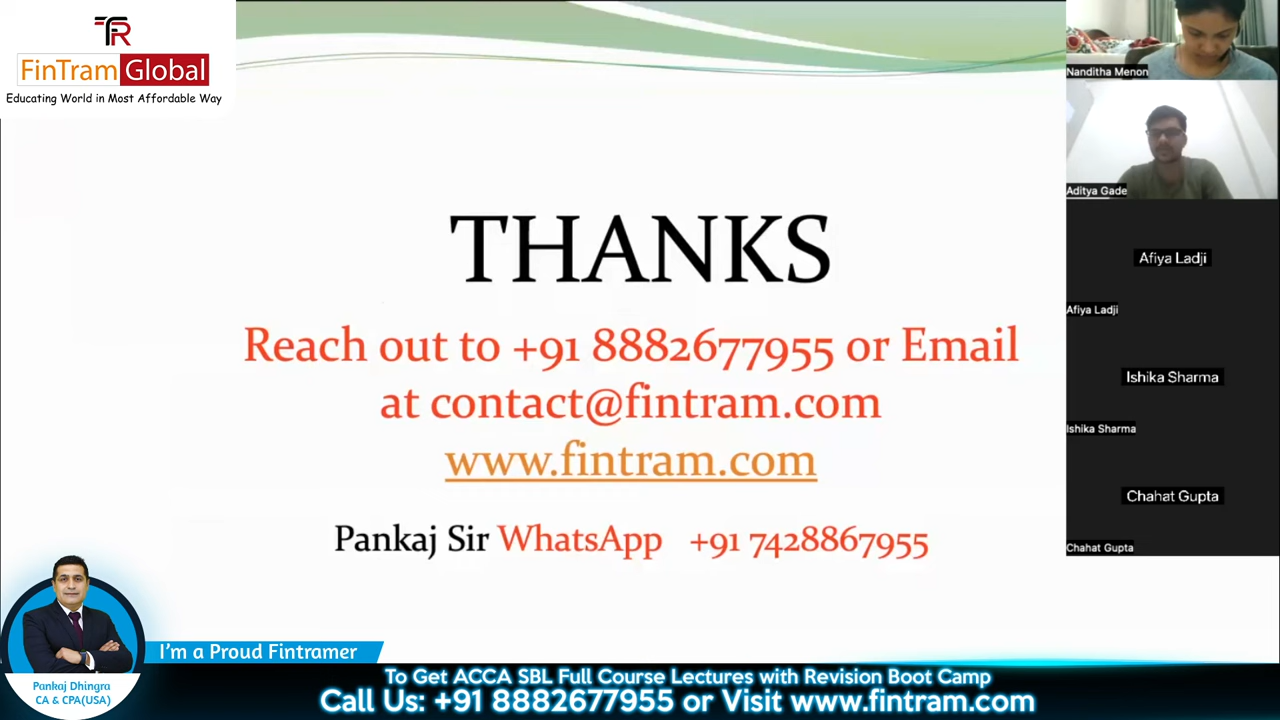 TR
FinTram Global
Educating World in Most Affordable Way
THANKS
Reach out to +91 8882677955 or Email
at contact@fintram.com
www.fintram.com
Pankaj Sir WhatsApp +91 7428867955
Nanditha Menon
Aditya Gade
Afiya Ladji
Afiya Ladji
Ishika Sharma
Ishika Sharma
Chahat Gupta
Chahat Gupta
I'm a Proud Fintramer
Pankaj Dhingra
CA & CPA(USA)
To Get ACCA SBL Full Course Lectures with Revision Boot Camp
Call Us: +91 8882677955 or Visit www.fintram.com